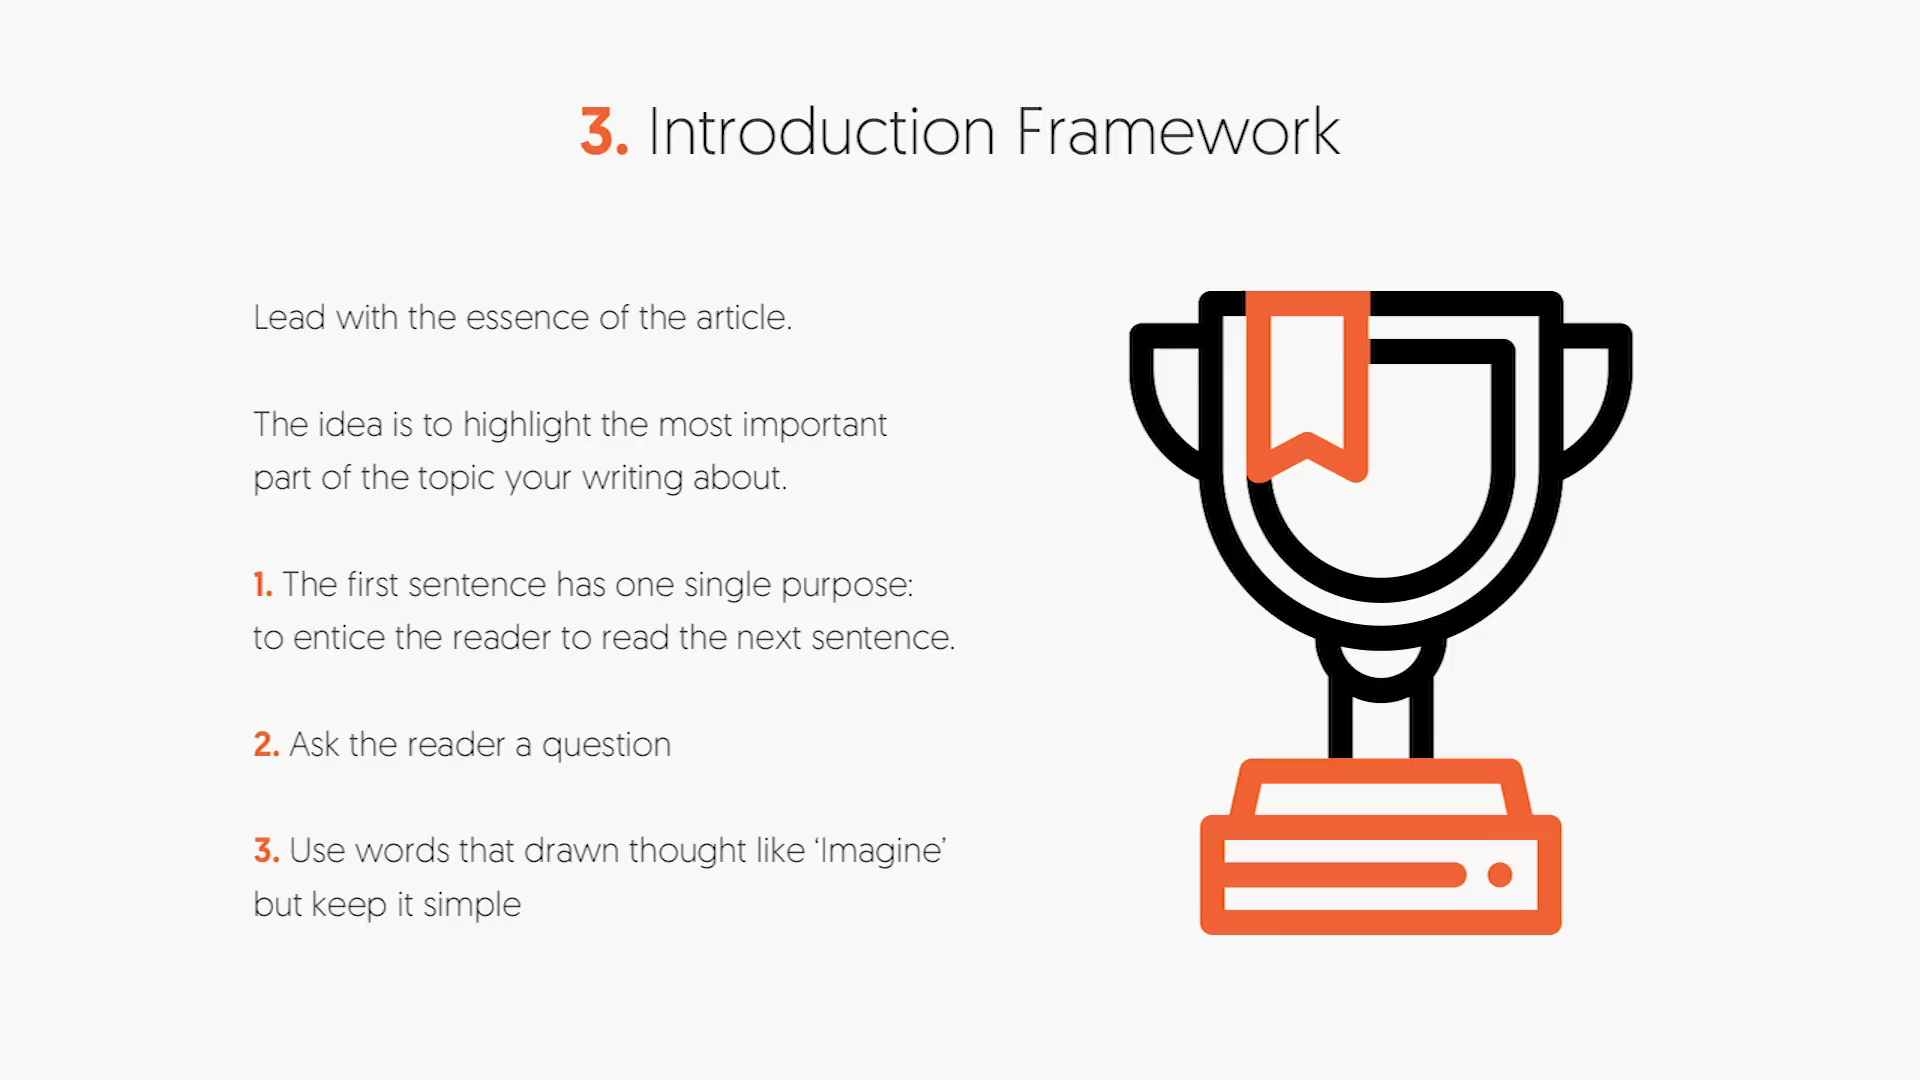 3. Introduction Framework
Lead with the essence of the article.
The idea is to highlight the most important
part of the topic your writing about.
1. The first sentence has one single purpose:
to entice the reader to read the next sentence.
2. Ask the reader a question
3. Use words that drawn thought like ‘Imagine’
but keep it simple